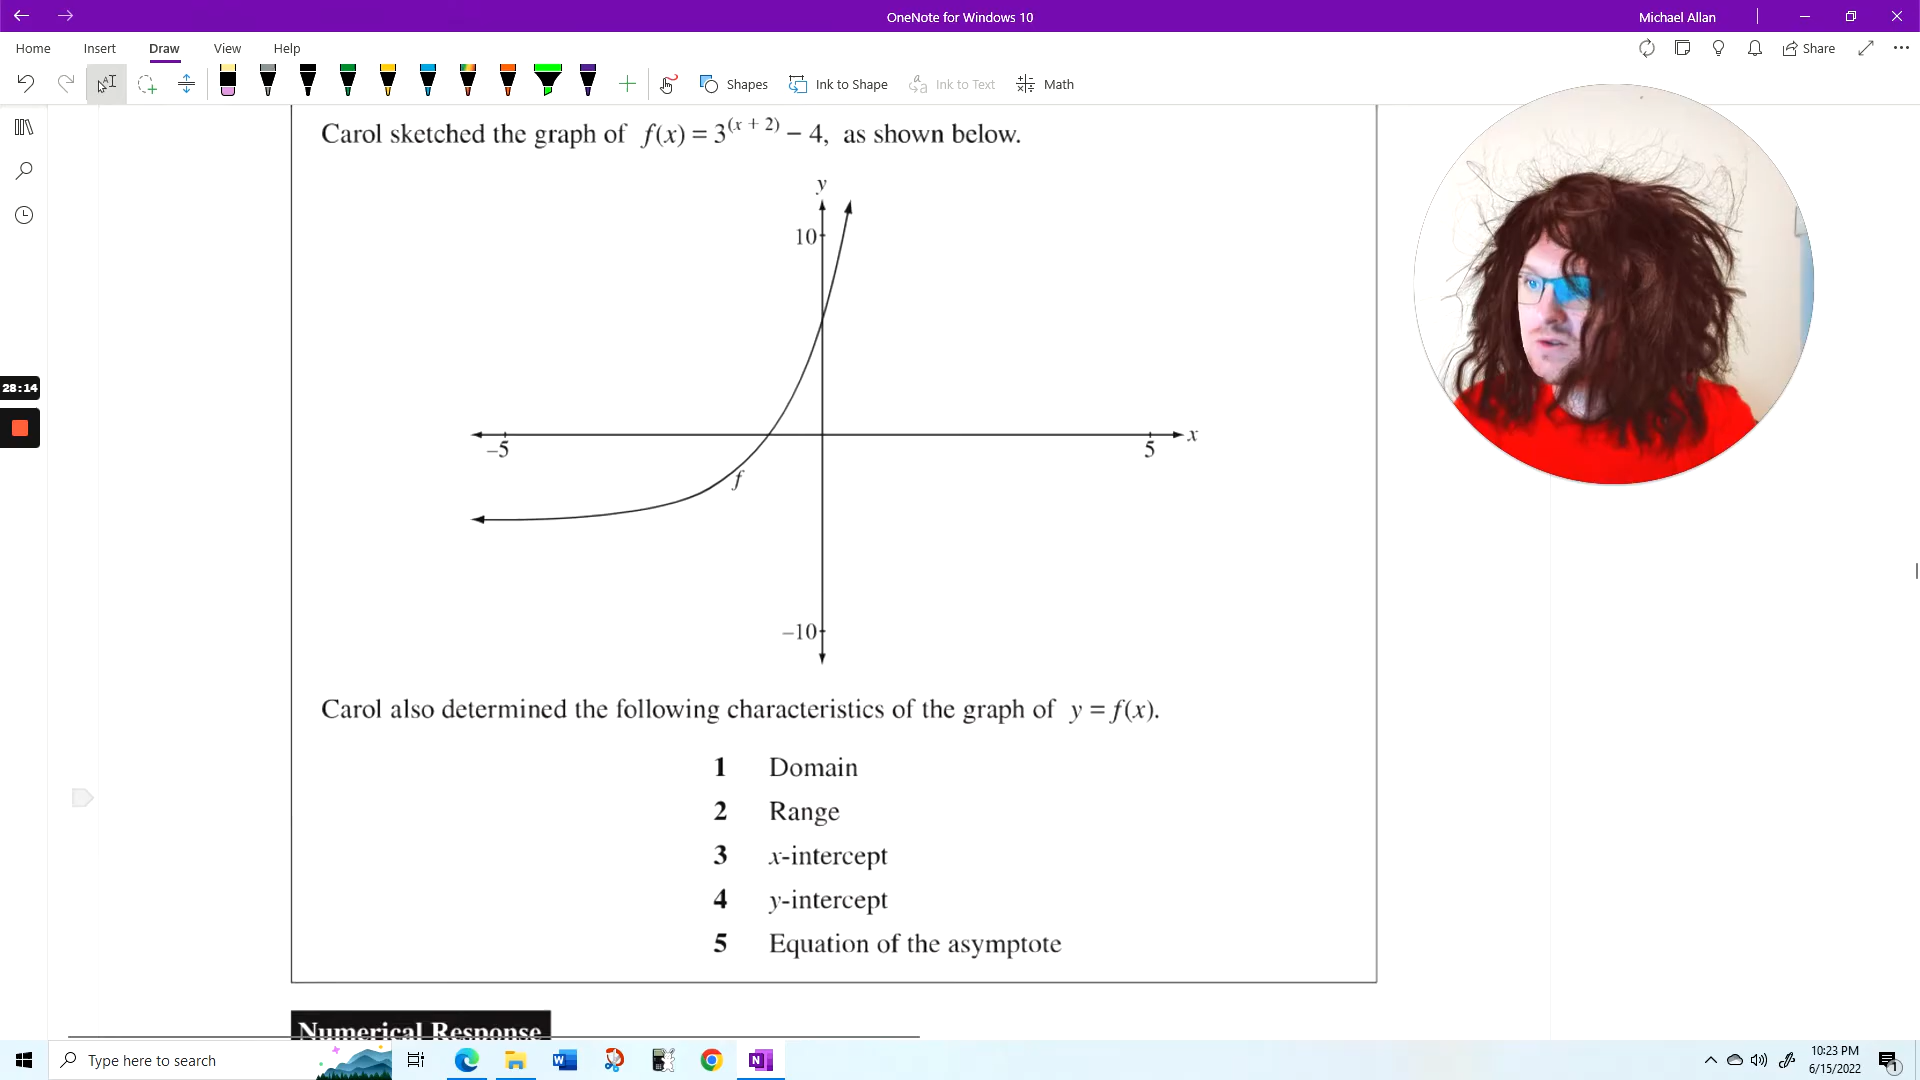 OneNote for Windows 10
Michael Allan
Home Insert Draw View Help
Share
Shapes Ink to Shape Ink to Text Math
Carol sketched the graph of f(x) = 3^(x + 2) − 4, as shown below.
y
10
x
–5
5
f
–10
28:14
Carol also determined the following characteristics of the graph of y = f(x).
1 Domain
2 Range
3 x-intercept
4 y-intercept
5 Equation of the asymptote
Numerical Response
Type here to search
10:23 PM
6/15/2022
1